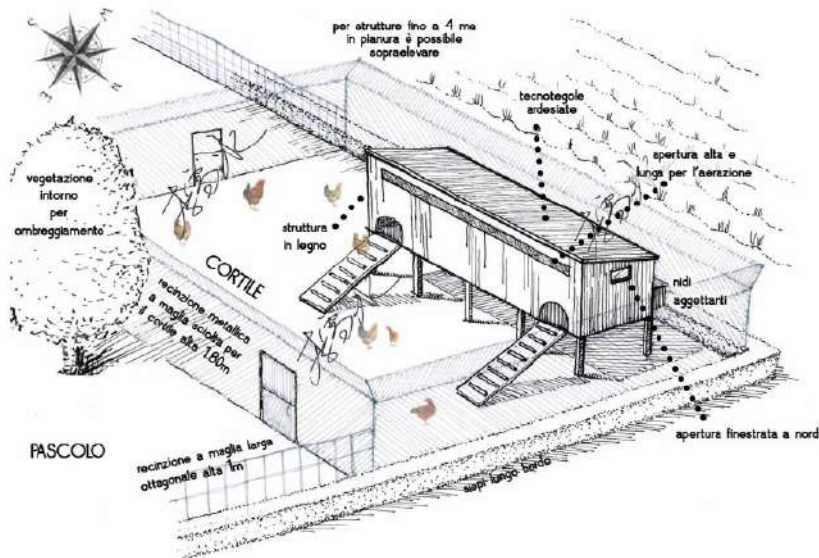 per strutture fino a 4 mq
in pianura è possibile
sopraelevare
tecnotegole
ardesiate
apertura alta e
lunga per l'aerazione
vegetazione
intorno
per
ombreggiamento
struttura
in legno
CORTILE
nidi
aggettanti
recinzione metallica
a maglia sciolta per
il cortile alta 1.80m
PASCOLO
recinzione a maglia larga
ottagonale alta 1m
siepi lungo bordo
apertura finestrata a nord